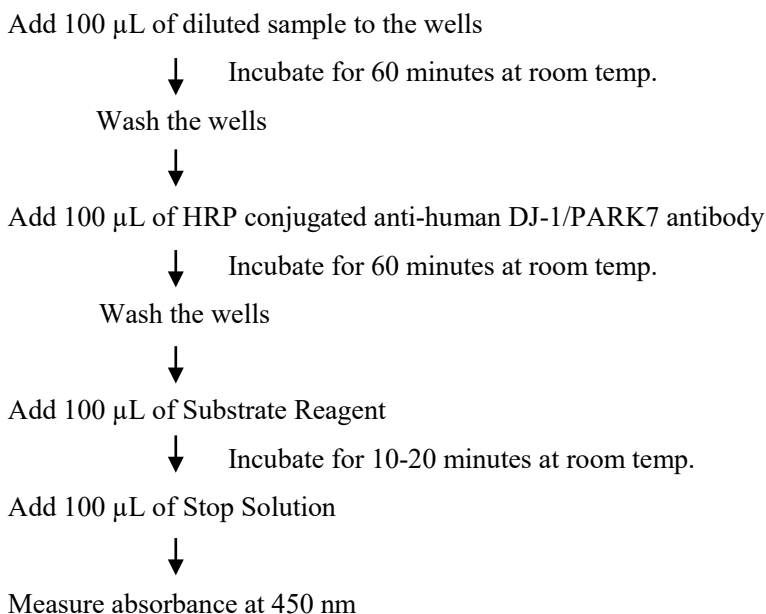 Add 100 µL of diluted sample to the wells
Incubate for 60 minutes at room temp.
Wash the wells
Add 100 µL of HRP conjugated anti-human DJ-1/PARK7 antibody
Incubate for 60 minutes at room temp.
Wash the wells
Add 100 µL of Substrate Reagent
Incubate for 10-20 minutes at room temp.
Add 100 µL of Stop Solution
Measure absorbance at 450 nm